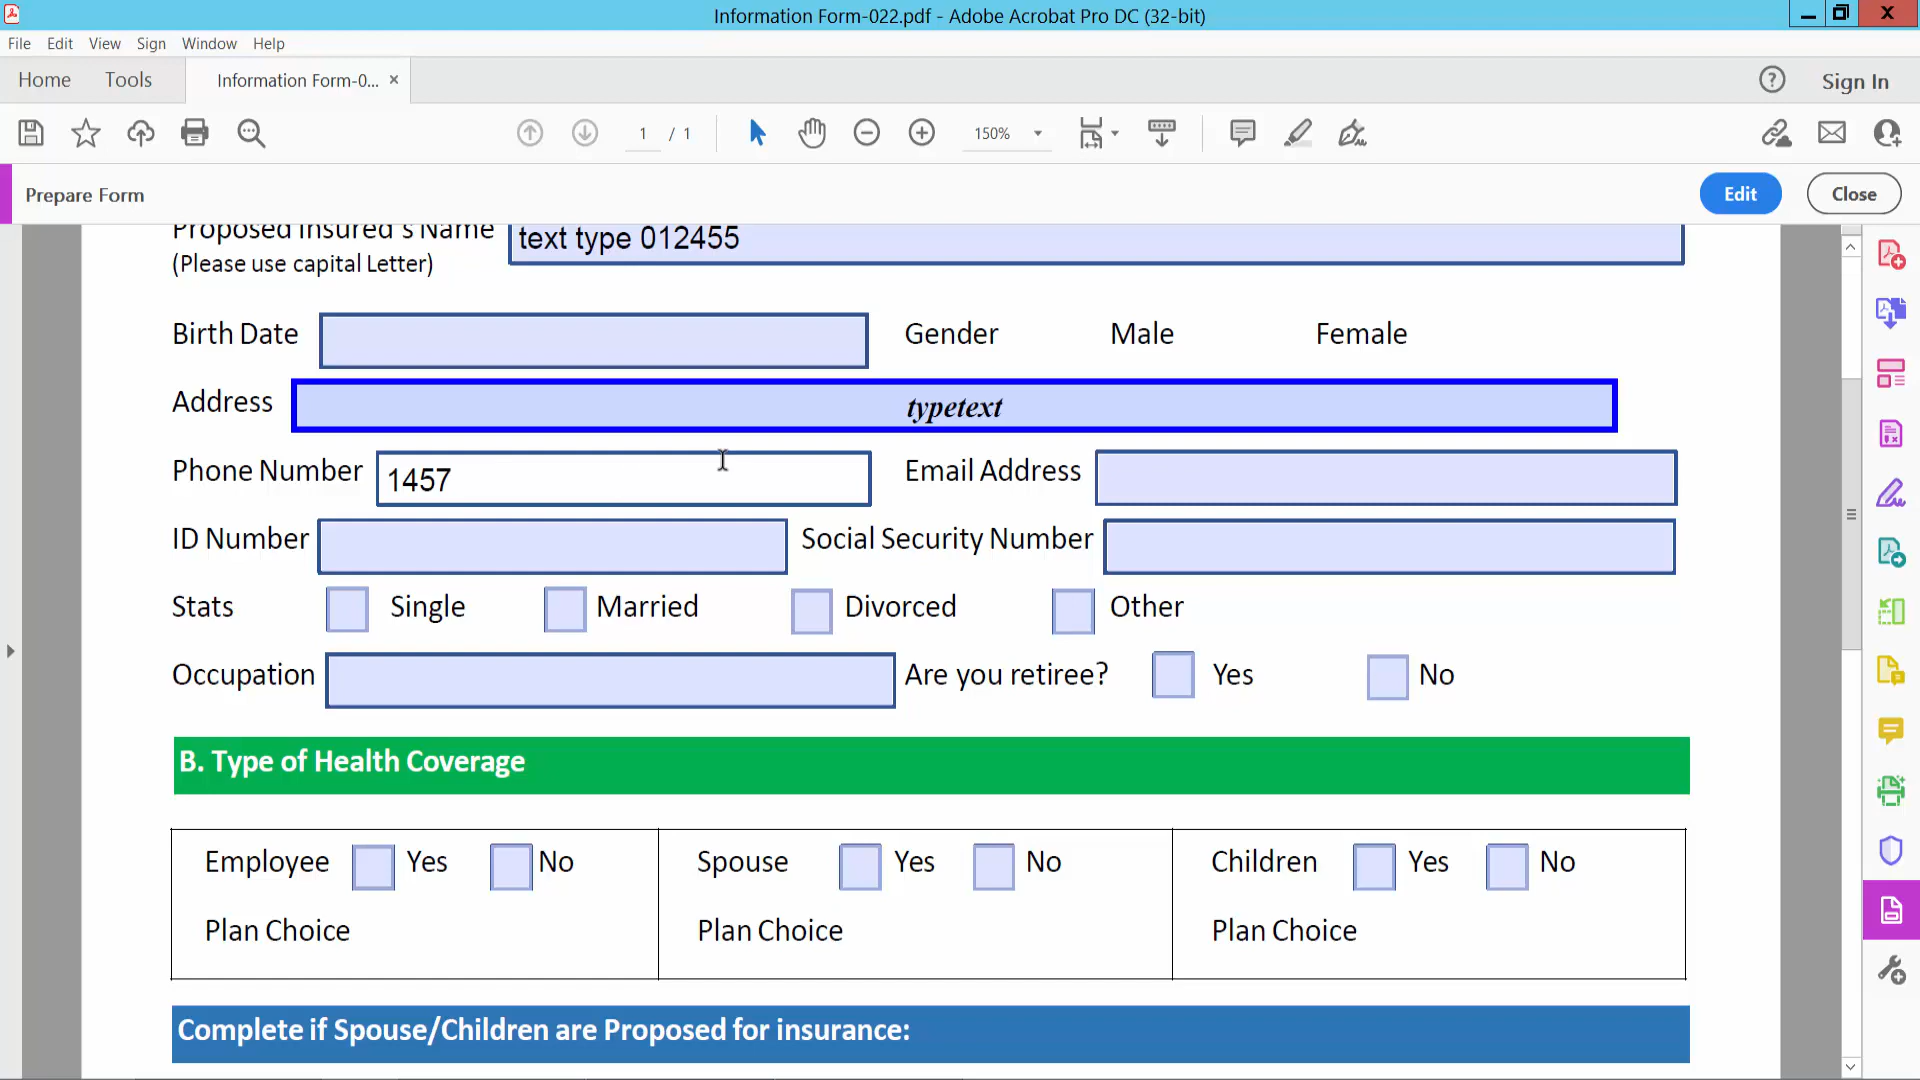 Information Form-022.pdf - Adobe Acrobat Pro DC (32-bit)
File Edit View Sign Window Help
Home Tools Information Form-0... × Sign In
1 / 1 150%
Prepare Form Edit Close
Proposed Insured's Name text type 012455
(Please use capital Letter)
Birth Date Gender Male Female
Address typetext
Phone Number 1457 Email Address
ID Number Social Security Number
Stats Single Married Divorced Other
Occupation Are you retiree? Yes No
B. Type of Health Coverage
Employee Yes No Spouse Yes No Children Yes No
Plan Choice Plan Choice Plan Choice
Complete if Spouse/Children are Proposed for insurance: